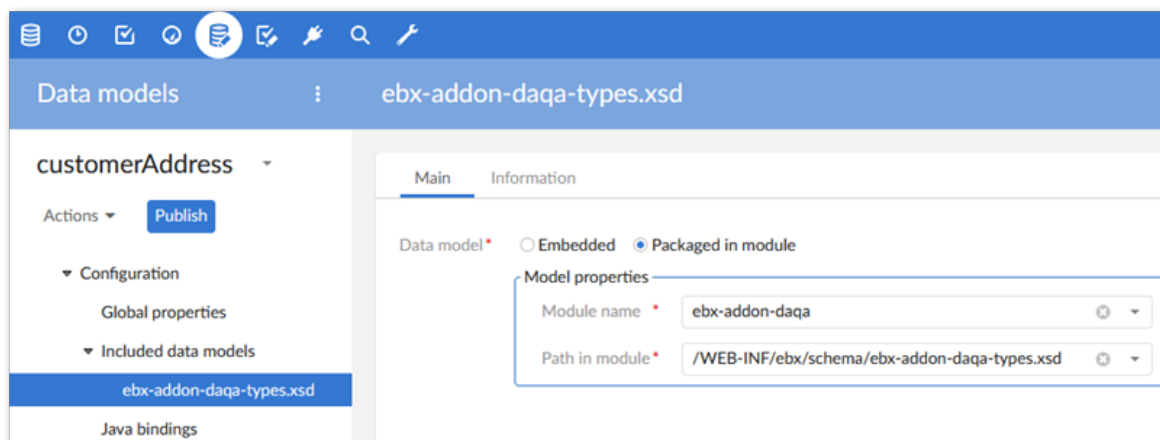 Data models
ebx-addon-daqa-types.xsd
customerAddress
Actions
Publish
Configuration
Global properties
Included data models
ebx-addon-daqa-types.xsd
Java bindings
Main
Information
Data model* Embedded Packaged in module
Model properties
Module name * ebx-addon-daqa
Path in module* /WEB-INF/ebx/schema/ebx-addon-daqa-types.xsd